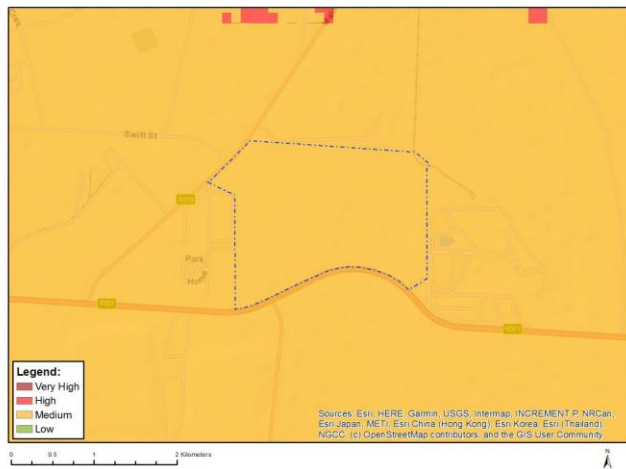 Swift St
Park
Home
Legend:
Very High
High
Medium
Low
Sources: Esri, HERE, Garmin, USGS, Intermap, INCREMENT P, NRCan,
Esri Japan, METI, Esri China (Hong Kong), Esri Korea, Esri (Thailand),
NGCC, (c) OpenStreetMap contributors, and the GIS User Community
0 0.5 1 2 Kilometers
N